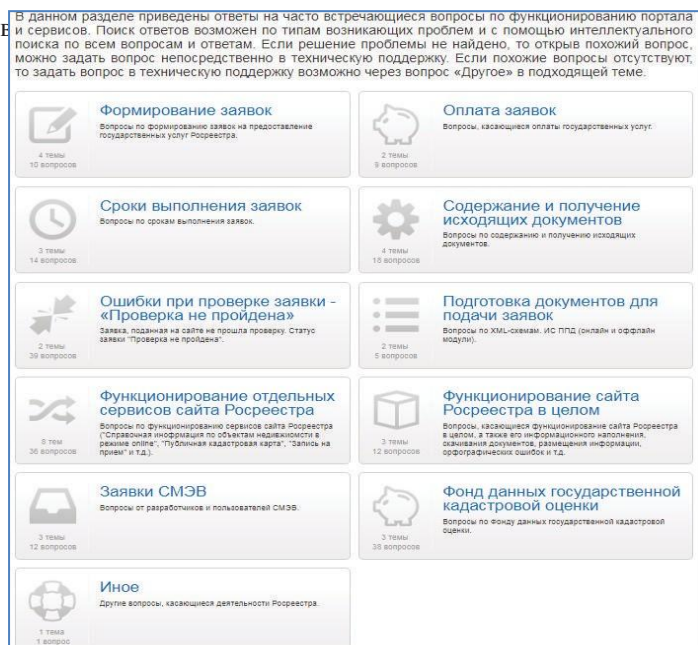 В данном разделе приведены ответы на часто встречающиеся вопросы по функционированию портала
и сервисов. Поиск ответов возможен по типам возникающих проблем и с помощью интеллектуального
поиска по всем вопросам и ответам. Если решение проблемы не найдено, то открыв похожий вопрос,
можно задать вопрос непосредственно в техническую поддержку. Если похожие вопросы отсутствуют,
то задать вопрос в техническую поддержку возможно через вопрос «Другое» в подходящей теме.
Формирование заявок
Вопросы по формированию заявок на предоставление
государственных услуг Росреестра.
4 темы
10 вопросов
Оплата заявок
Вопросы, касающиеся оплаты государственных услуг.
2 темы
9 вопросов
Сроки выполнения заявок
Вопросы по срокам выполнения заявок.
3 темы
14 вопросов
Содержание и получение
исходящих документов
Вопросы по содержанию и получению исходящих
документов.
4 темы
16 вопросов
Ошибки при проверке заявки -
«Проверка не пройдена»
Заявка, поданная на сайте не прошла проверку. Статус
заявки "Проверка не пройдена".
2 темы
39 вопросов
Подготовка документов для
подачи заявок
Вопросы по XML-схемам. ИС ППД (онлайн и оффлайн
модули).
2 темы
5 вопросов
Функционирование отдельных
сервисов сайта Росреестра
Вопросы по функционированию сервисов сайта Росреестра
("Справочная информация по объектам недвижимости в
режиме online", "Публичная кадастровая карта", "Запись на
прием" и т.д.).
8 тем
36 вопросов
Функционирование сайта
Росреестра в целом
Вопросы, касающиеся функционирование сайта Росреестра
в целом, а также его информационного наполнения,
скачивания документов, размещения информации,
орфографических ошибок и т.д.
3 темы
12 вопросов
Заявки СМЭВ
Вопросы от разработчиков и пользователей СМЭВ.
3 темы
12 вопросов
Фонд данных государственной
кадастровой оценки
Вопросы по Фонду данных государственной кадастровой
оценки.
3 темы
38 вопросов
Иное
Другие вопросы, касающиеся деятельности Росреестра.
1 тема
1 вопрос